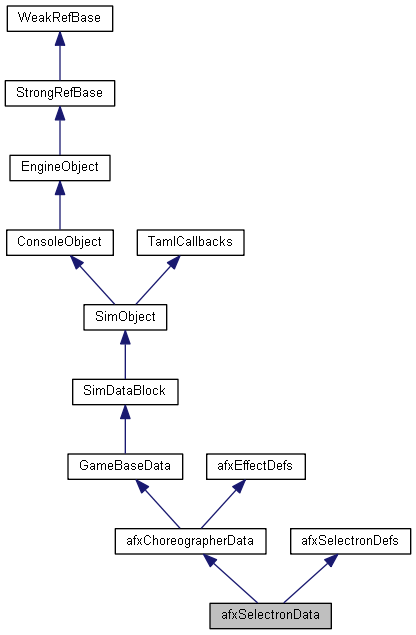 WeakRefBase
StrongRefBase
EngineObject
ConsoleObject
TamlCallbacks
SimObject
SimDataBlock
GameBaseData
afxEffectDefs
afxChoreographerData
afxSelectronDefs
afxSelectronData